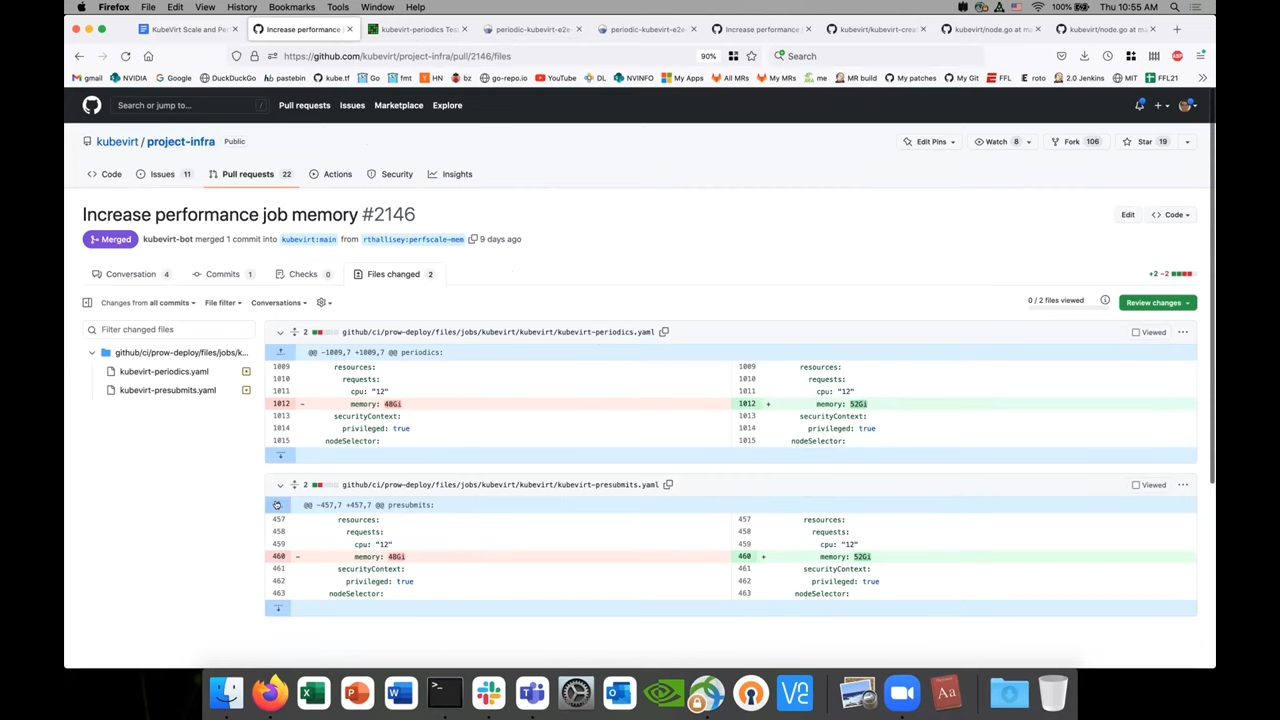 Firefox File Edit View History Bookmarks Tools Window Help 100% Thu 10:55 AM
KubeVirt Scale and Pe × Increase performance j × kubevirt-periodics Tes × periodic-kubevirt-e2e- × periodic-kubevirt-e2e- × Increase performance × kubevirt/kubevirt-crea × kubevirt/node.go at m × kubevirt/node.go at m × +
https://github.com/kubevirt/project-infra/pull/2146/files 90% Search
gmail NVIDIA Google DuckDuckGo pastebin kube.tf Go FMT HN bz go-repo.io YouTube DL NVINFO My Apps All MRs My MRs me MR build My patches My Git FFL eroto 2.0 Jenkins MIT FFL21
Search or jump to... / Pull requests Issues Marketplace Explore
kubevirt / project-infra Public Edit Pins Watch 8 Fork 106 Star 19
Code Issues 11 Pull requests 22 Actions Security Insights
Increase performance job memory #2146 Edit Code
Merged kubevirt-bot merged 1 commit into kubevirt:main from rthallisey:perfscale-mem 9 days ago
Conversation 4 Commits 1 Checks 0 Files changed 2 +2 −2
Changes from all commits File filter Conversations 0 / 2 files viewed Review changes
Filter changed files
github/ci/prow-deploy/files/jobs/k...
kubevirt-periodics.yaml
kubevirt-presubmits.yaml
2 github/ci/prow-deploy/files/jobs/kubevirt/kubevirt/kubevirt-periodics.yaml Viewed ...
@@ -1009,7 +1009,7 @@ periodics:
1009 resources: 1009 resources:
1010 requests: 1010 requests:
1011 cpu: "12" 1011 cpu: "12"
1012 - memory: 48Gi 1012 + memory: 52Gi
1013 securityContext: 1013 securityContext:
1014 privileged: true 1014 privileged: true
1015 nodeSelector: 1015 nodeSelector:
2 github/ci/prow-deploy/files/jobs/kubevirt/kubevirt/kubevirt-presubmits.yaml Viewed ...
@@ -457,7 +457,7 @@ presubmits:
457 resources: 457 resources:
458 requests: 458 requests:
459 cpu: "12" 459 cpu: "12"
460 - memory: 48Gi 460 + memory: 52Gi
461 securityContext: 461 securityContext:
462 privileged: true 462 privileged: true
463 nodeSelector: 463 nodeSelector: